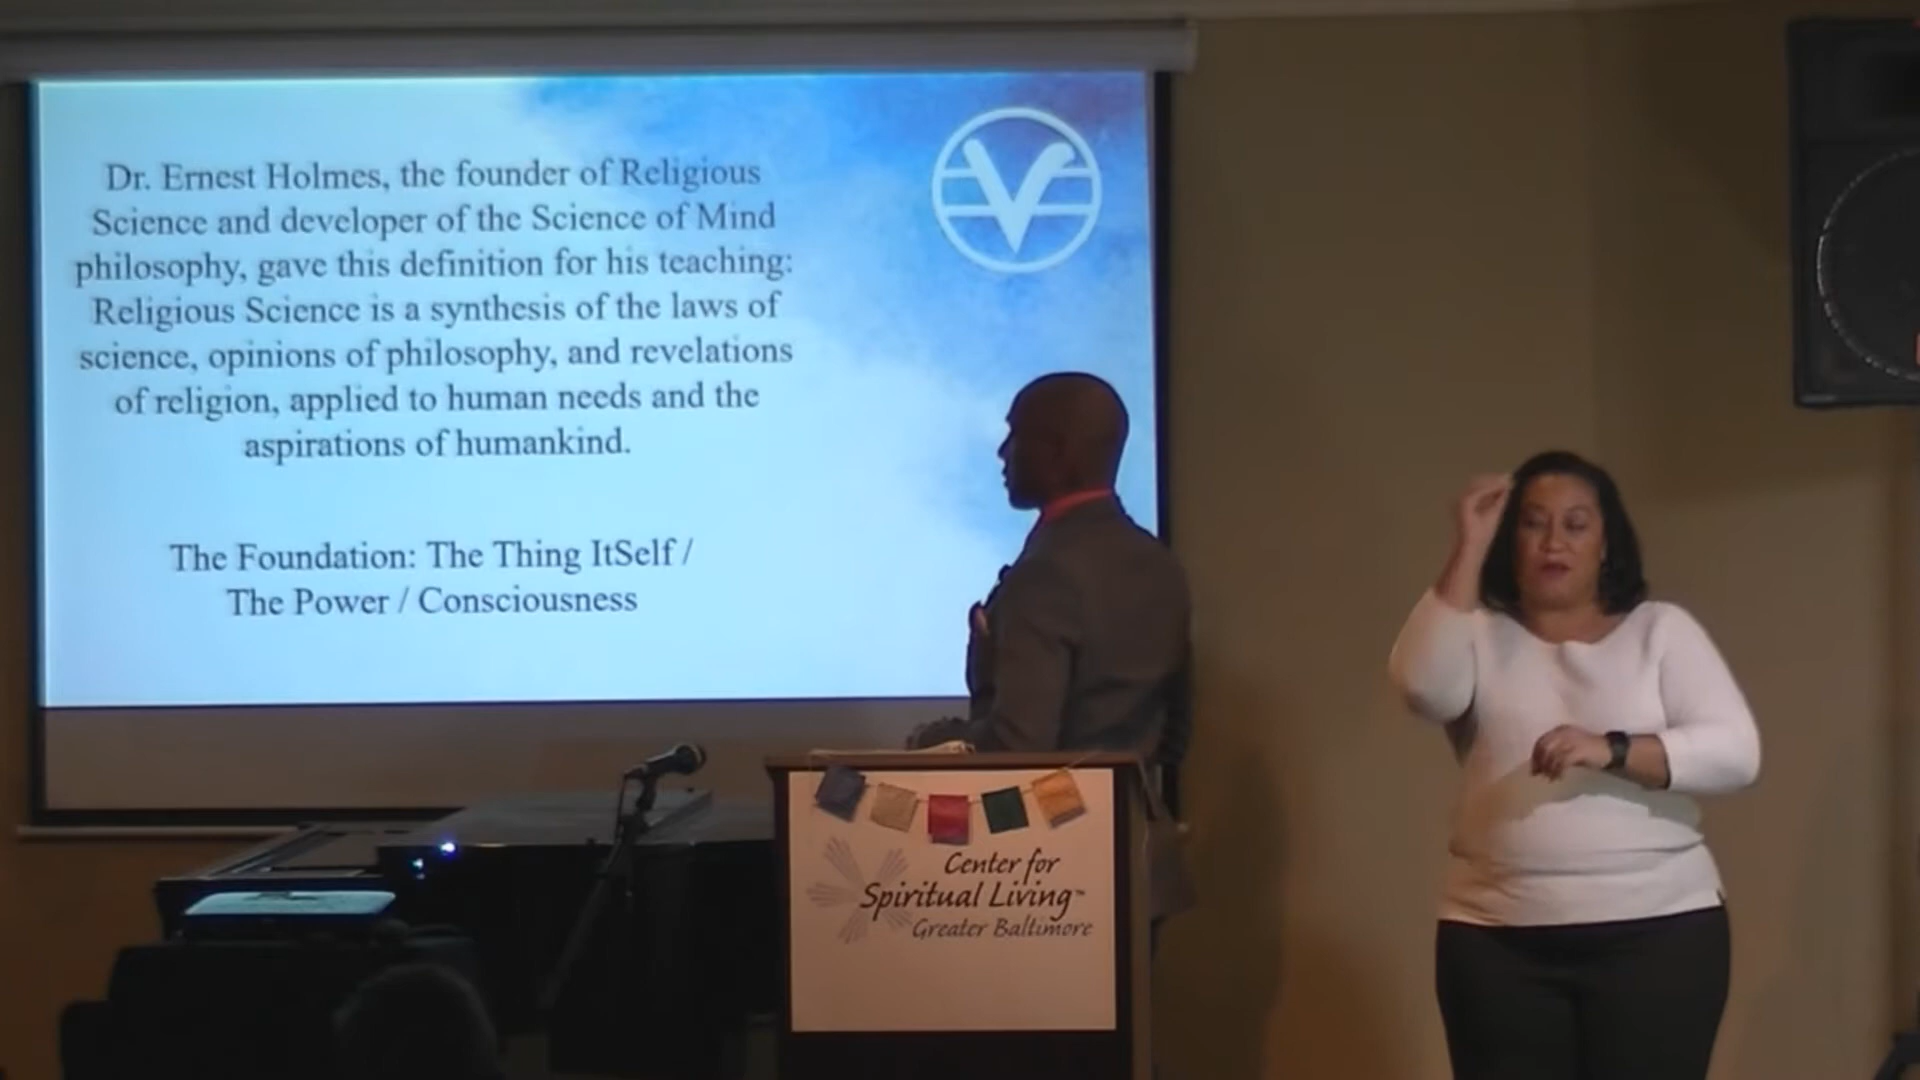 Dr. Ernest Holmes, the founder of Religious
Science and developer of the Science of Mind
philosophy, gave this definition for his teaching:
Religious Science is a synthesis of the laws of
science, opinions of philosophy, and revelations
of religion, applied to human needs and the
aspirations of humankind.
The Foundation: The Thing ItSelf /
The Power / Consciousness
Center for
Spiritual Living™
Greater Baltimore